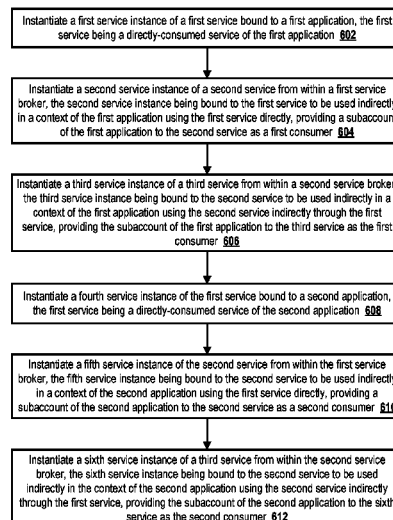 Instantiate a first service instance of a first service bound to a first application, the first
service being a directly-consumed service of the first application 602
Instantiate a second service instance of a second service from within a first service
broker, the second service instance being bound to the first service to be used indirectly
in a context of the first application using the first service directly, providing a subaccount
of the first application to the second service as a first consumer 604
Instantiate a third service instance of a third service from within a second service broker,
the third service instance being bound to the second service to be used indirectly in a
context of the first application using the second service indirectly through the first
service, providing the subaccount of the first application to the third service as the first
consumer 606
Instantiate a fourth service instance of the first service bound to a second application,
the first service being a directly-consumed service of the second application 608
Instantiate a fifth service instance of the second service from within the first service
broker, the fifth service instance being bound to the second service to be used indirectly
in a context of the second application using the first service directly, providing a
subaccount of the second application to the second service as a second consumer 610
Instantiate a sixth service instance of a third service from within the second service
broker, the sixth service instance being bound to the second service to be used
indirectly in the context of the second application using the second service indirectly
through the first service, providing the subaccount of the second application to the sixth
service as the second consumer 612